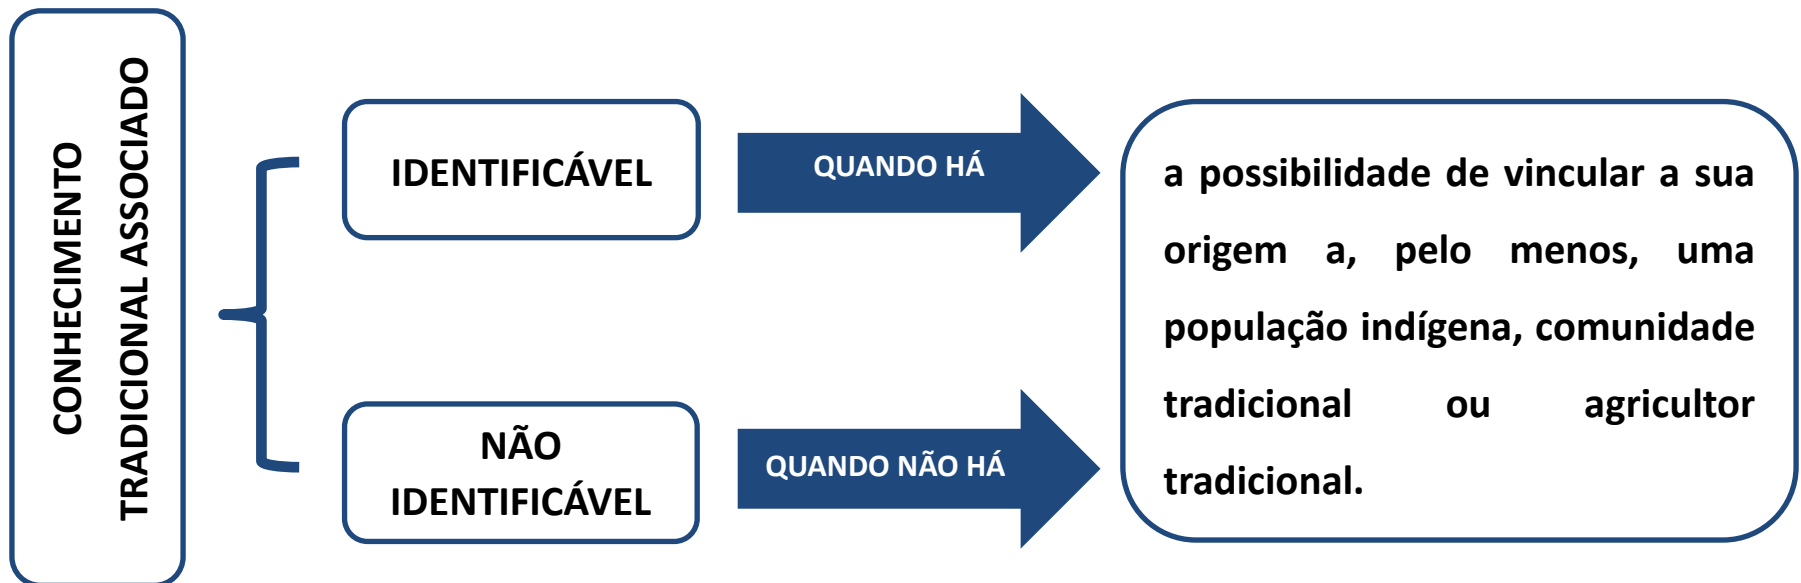 CONHECIMENTO
TRADICIONAL ASSOCIADO
IDENTIFICÁVEL
QUANDO HÁ
NÃO
IDENTIFICÁVEL
QUANDO NÃO HÁ
a possibilidade de vincular a sua
origem a, pelo menos, uma
população indígena, comunidade
tradicional ou agricultor
tradicional.